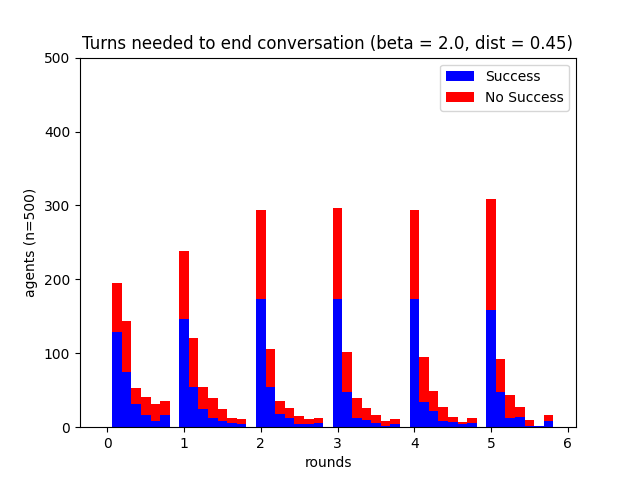 Turns needed to end conversation (beta = 2.0, dist = 0.45)
Success
No Success
500
400
300
200
100
0
agents (n=500)
0 1 2 3 4 5 6
rounds